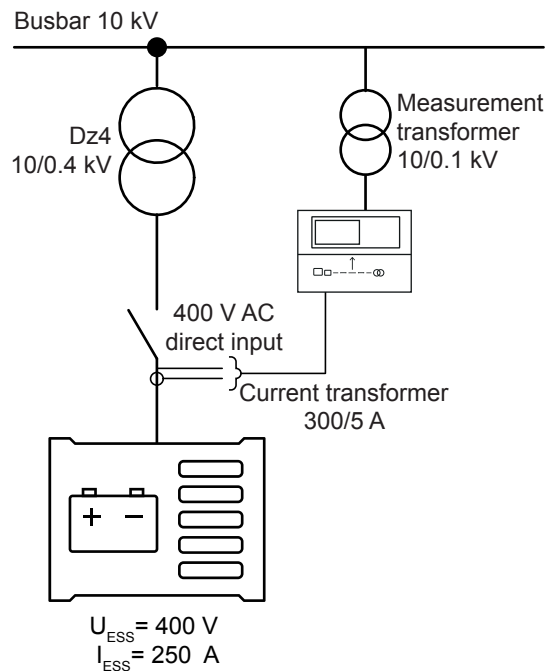 Busbar 10 kV
Dz4
10/0.4 kV
Measurement
transformer
10/0.1 kV
400 V AC
direct input
Current transformer
300/5 A
+ −
U_ESS= 400 V
I_ESS= 250 A